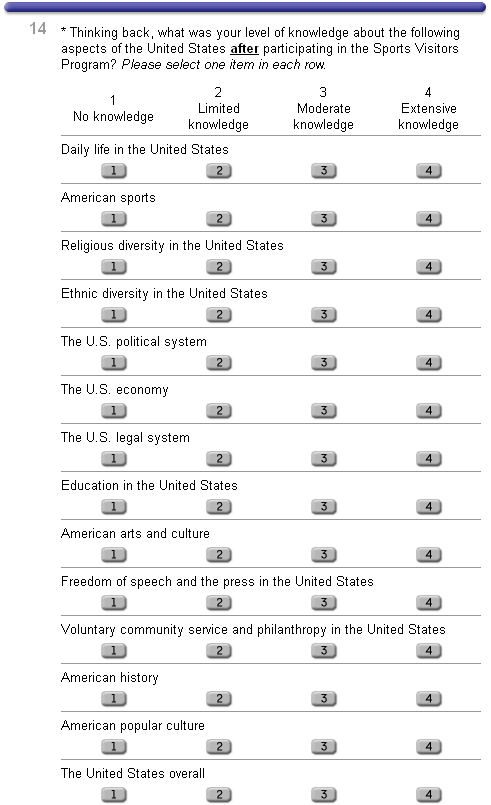 14 * Thinking back, what was your level of knowledge about the following
aspects of the United States after participating in the Sports Visitors
Program? Please select one item in each row.
1 2 3 4
No knowledge Limited knowledge Moderate knowledge Extensive knowledge
Daily life in the United States
1 2 3 4
American sports
1 2 3 4
Religious diversity in the United States
1 2 3 4
Ethnic diversity in the United States
1 2 3 4
The U.S. political system
1 2 3 4
The U.S. economy
1 2 3 4
The U.S. legal system
1 2 3 4
Education in the United States
1 2 3 4
American arts and culture
1 2 3 4
Freedom of speech and the press in the United States
1 2 3 4
Voluntary community service and philanthropy in the United States
1 2 3 4
American history
1 2 3 4
American popular culture
1 2 3 4
The United States overall
1 2 3 4